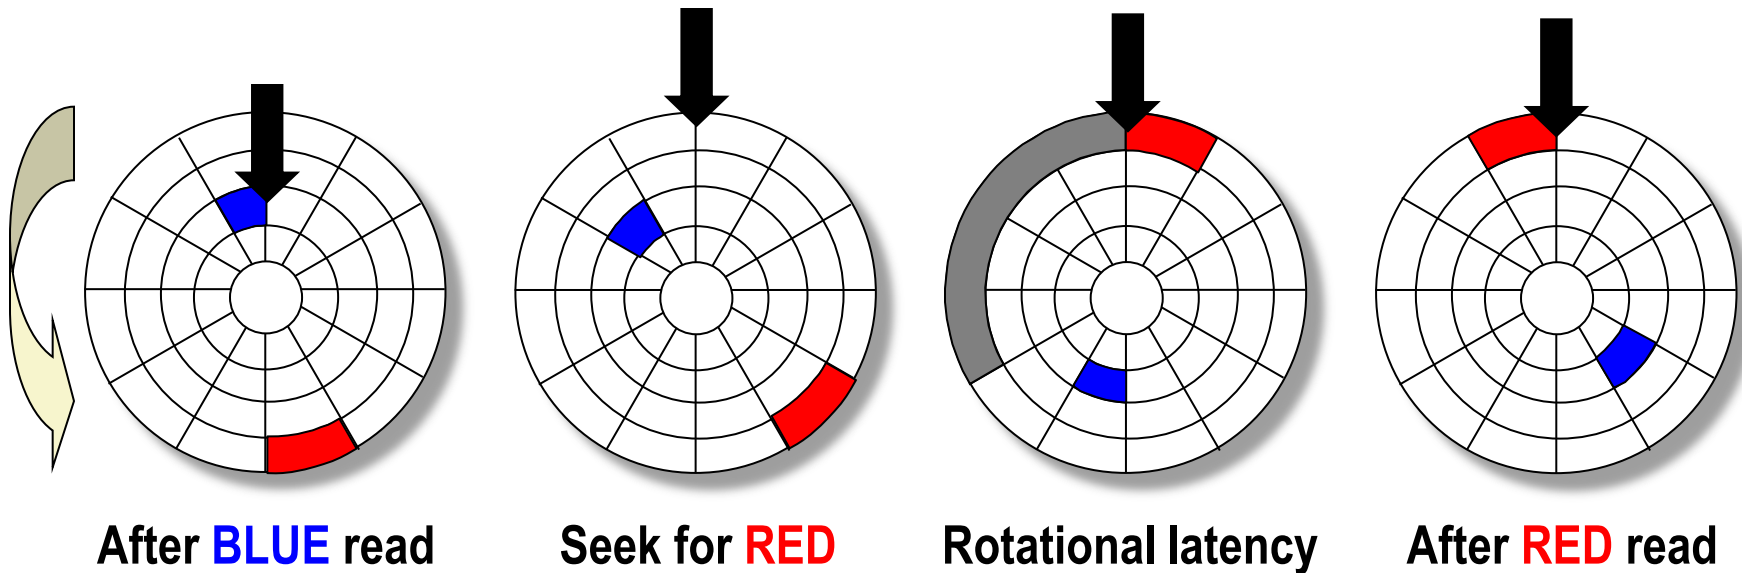 After BLUE read
Seek for RED
Rotational latency
After RED read